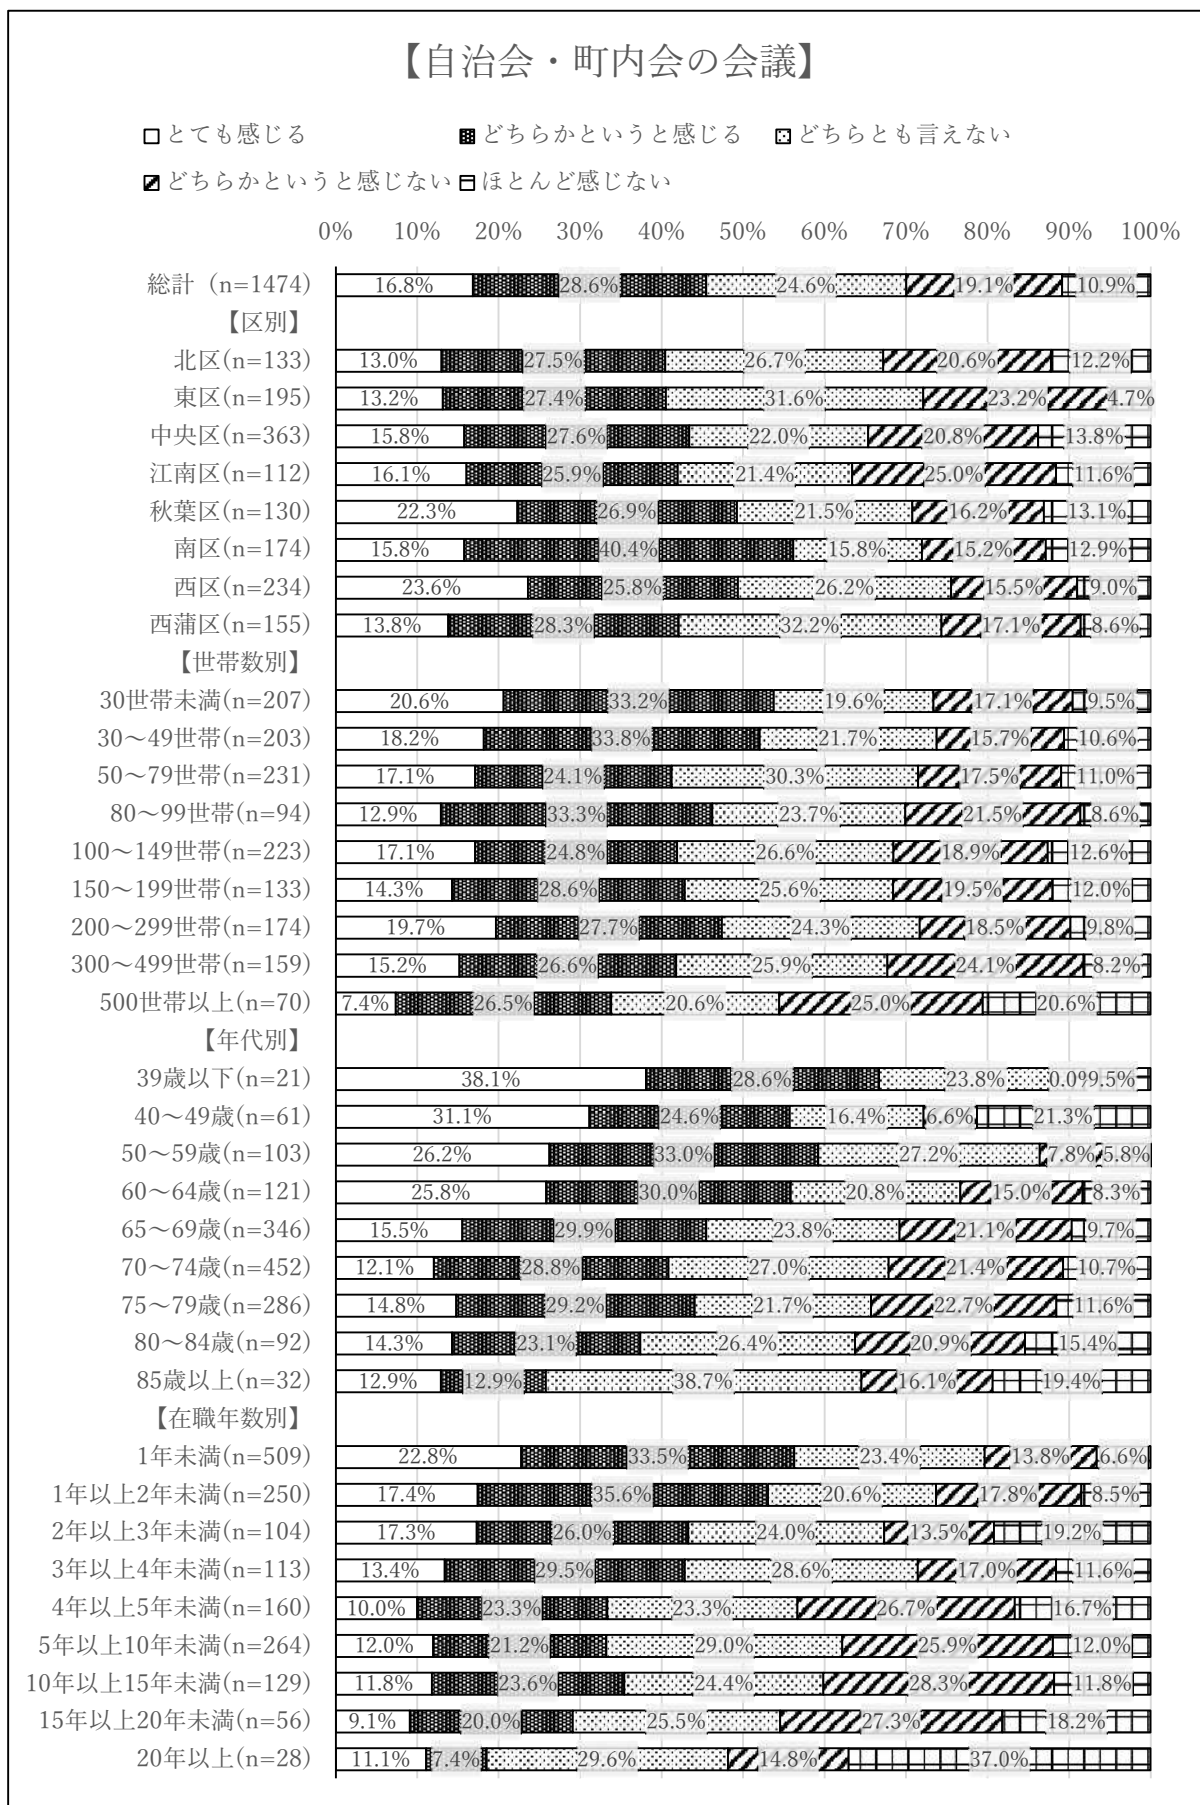 【自治会・町内会の会議】
とても感じる どちらかというと感じる どちらとも言えない
どちらかというと感じない ほとんど感じない
0% 10% 20% 30% 40% 50% 60% 70% 80% 90% 100%
総計（n=1474) 16.8% 28.6% 24.6% 19.1% 10.9%
【区別】
北区(n=133) 13.0% 27.5% 26.7% 20.6% 12.2%
東区(n=195) 13.2% 27.4% 31.6% 23.2% 4.7%
中央区(n=363) 15.8% 27.6% 22.0% 20.8% 13.8%
江南区(n=112) 16.1% 25.9% 21.4% 25.0% 11.6%
秋葉区(n=130) 22.3% 26.9% 21.5% 16.2% 13.1%
南区(n=174) 15.8% 40.4% 15.8% 15.2% 12.9%
西区(n=234) 23.6% 25.8% 26.2% 15.5% 9.0%
西蒲区(n=155) 13.8% 28.3% 32.2% 17.1% 8.6%
【世帯数別】
30世帯未満(n=207) 20.6% 33.2% 19.6% 17.1% 9.5%
30～49世帯(n=203) 18.2% 33.8% 21.7% 15.7% 10.6%
50～79世帯(n=231) 17.1% 24.1% 30.3% 17.5% 11.0%
80～99世帯(n=94) 12.9% 33.3% 23.7% 21.5% 8.6%
100～149世帯(n=223) 17.1% 24.8% 26.6% 18.9% 12.6%
150～199世帯(n=133) 14.3% 28.6% 25.6% 19.5% 12.0%
200～299世帯(n=174) 19.7% 27.7% 24.3% 18.5% 9.8%
300～499世帯(n=159) 15.2% 26.6% 25.9% 24.1% 8.2%
500世帯以上(n=70) 7.4% 26.5% 20.6% 25.0% 20.6%
【年代別】
39歳以下(n=21) 38.1% 28.6% 23.8% 0.0% 9.5%
40～49歳(n=61) 31.1% 24.6% 16.4% 6.6% 21.3%
50～59歳(n=103) 26.2% 33.0% 27.2% 7.8% 5.8%
60～64歳(n=121) 25.8% 30.0% 20.8% 15.0% 8.3%
65～69歳(n=346) 15.5% 29.9% 23.8% 21.1% 9.7%
70～74歳(n=452) 12.1% 28.8% 27.0% 21.4% 10.7%
75～79歳(n=286) 14.8% 29.2% 21.7% 22.7% 11.6%
80～84歳(n=92) 14.3% 23.1% 26.4% 20.9% 15.4%
85歳以上(n=32) 12.9% 12.9% 38.7% 16.1% 19.4%
【在職年数別】
1年未満(n=509) 22.8% 33.5% 23.4% 13.8% 6.6%
1年以上2年未満(n=250) 17.4% 35.6% 20.6% 17.8% 8.5%
2年以上3年未満(n=104) 17.3% 26.0% 24.0% 13.5% 19.2%
3年以上4年未満(n=113) 13.4% 29.5% 28.6% 17.0% 11.6%
4年以上5年未満(n=160) 10.0% 23.3% 23.3% 26.7% 16.7%
5年以上10年未満(n=264) 12.0% 21.2% 29.0% 25.9% 12.0%
10年以上15年未満(n=129) 11.8% 23.6% 24.4% 28.3% 11.8%
15年以上20年未満(n=56) 9.1% 20.0% 25.5% 27.3% 18.2%
20年以上(n=28) 11.1% 7.4% 29.6% 14.8% 37.0%